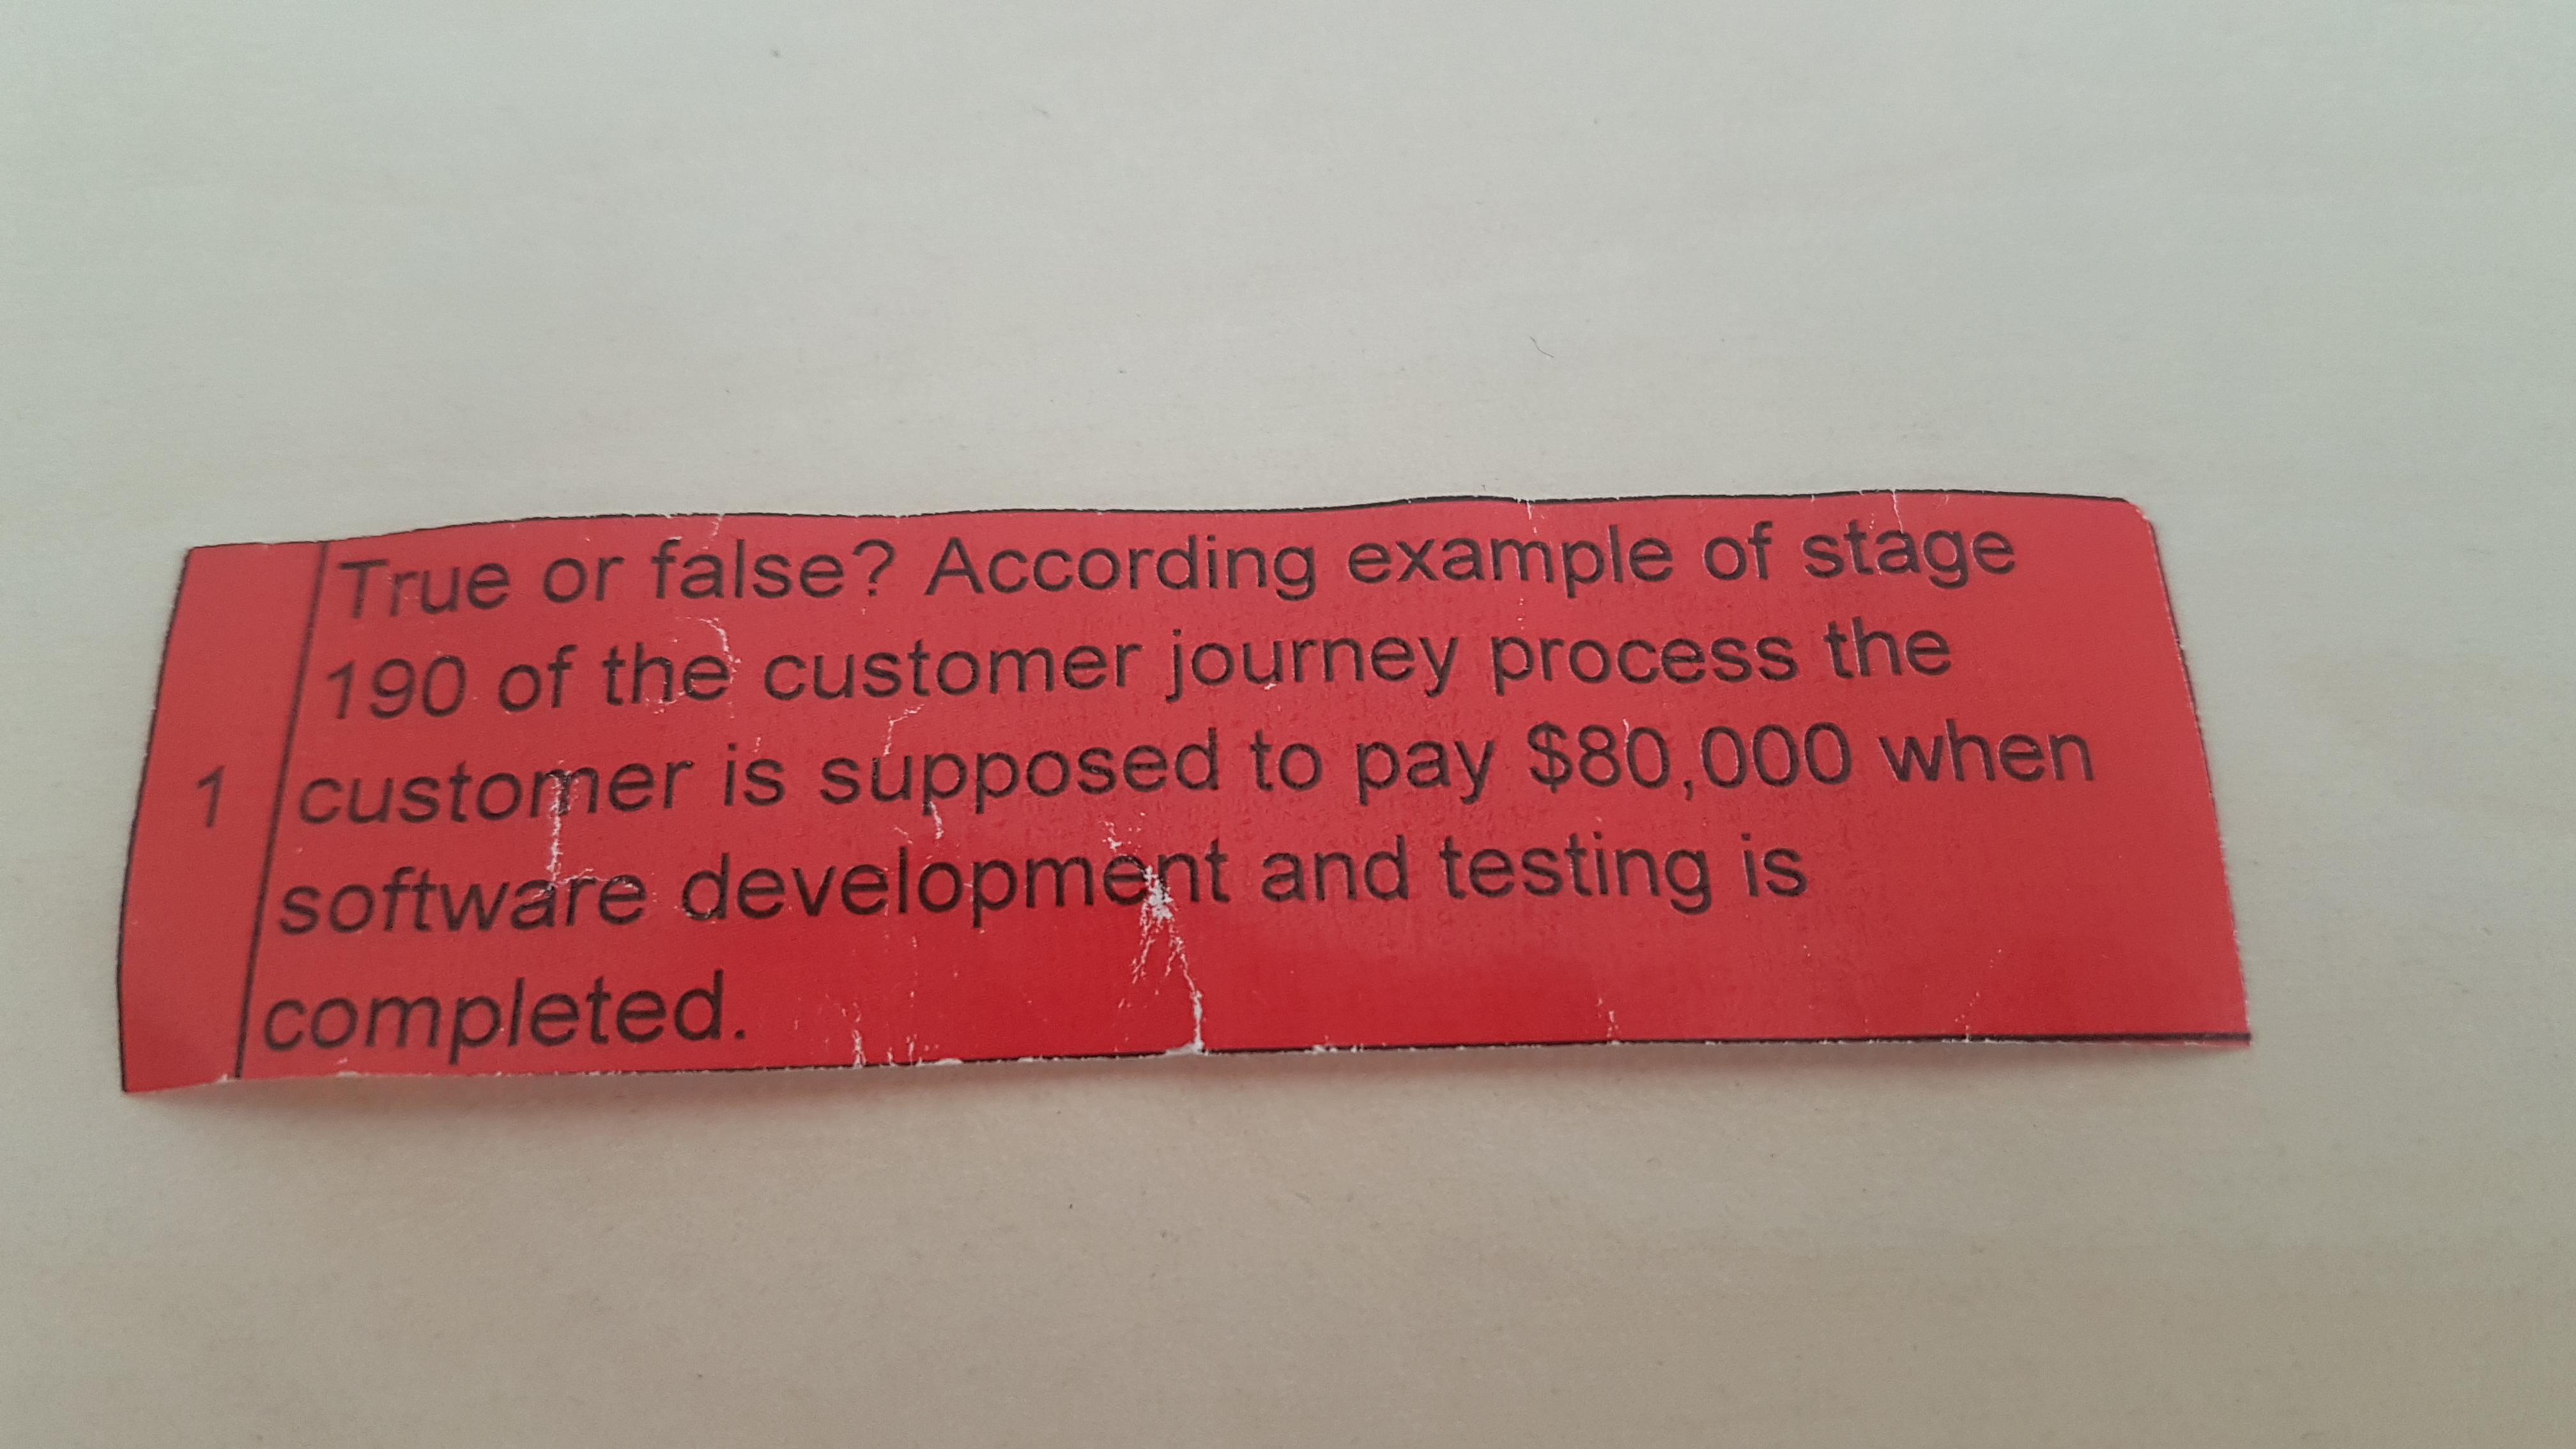 True or false? According example of stage
190 of the customer journey process the
1 customer is supposed to pay $80,000 when
software development and testing is
completed.